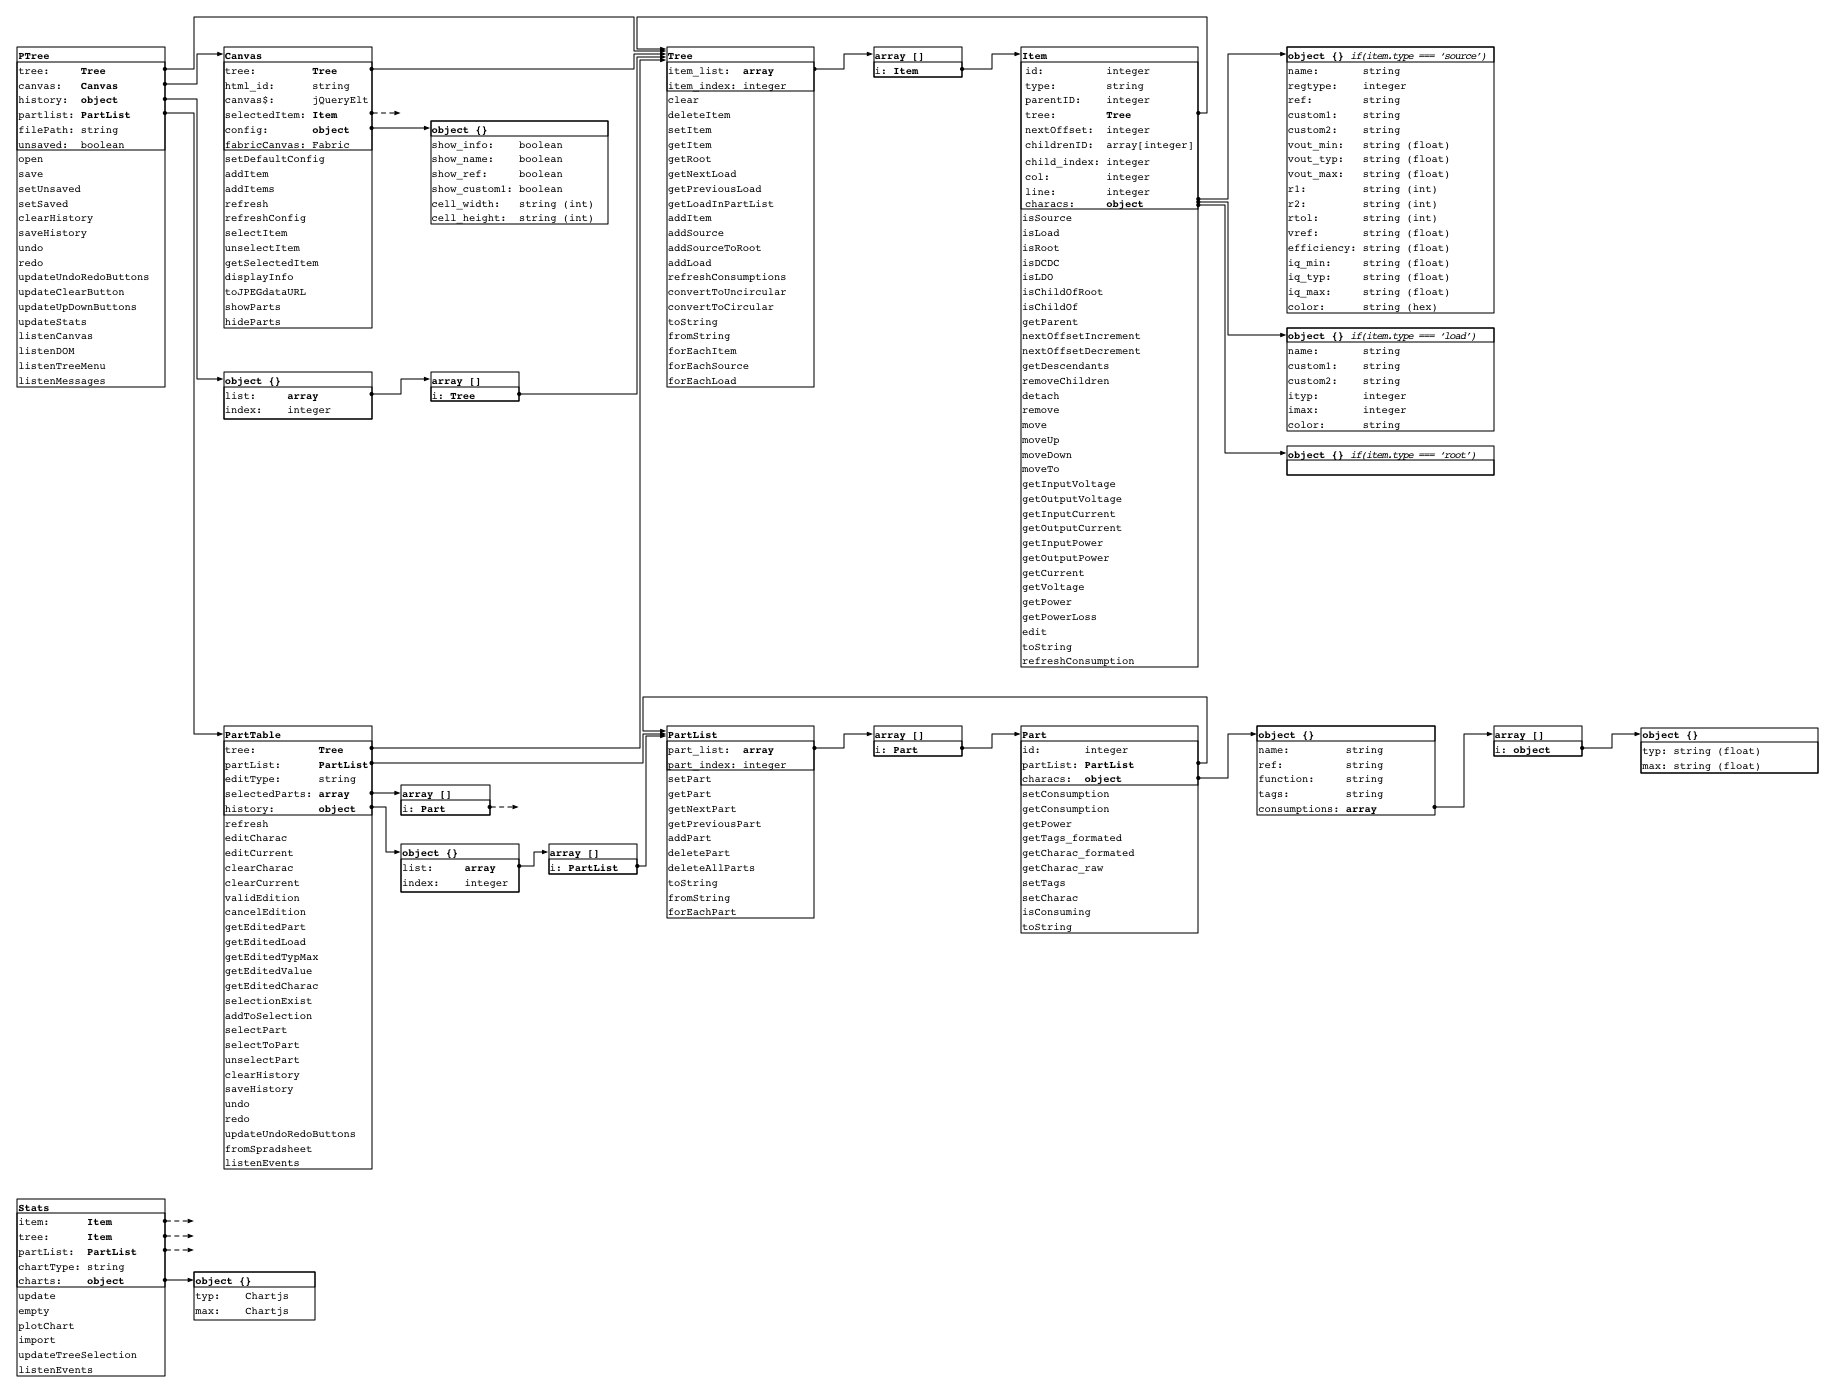 PTree
tree: Tree
canvas: Canvas
history: object
partlist: PartList
filePath: string
unsaved: boolean
open
save
setUnsaved
setSaved
clearHistory
saveHistory
undo
redo
updateUndoRedoButtons
updateClearButton
updateUpDownButtons
updateStats
listenCanvas
listenDOM
listenTreeMenu
listenMessages
Canvas
tree: Tree
html_id: string
canvas$: jQueryElt
selectedItem: Item
config: object
fabricCanvas: Fabric
setDefaultConfig
addItem
addItems
refresh
refreshConfig
selectItem
unselectItem
getSelectedItem
displayInfo
toJPEGdataURL
showParts
hideParts
object {}
show_info: boolean
show_name: boolean
show_ref: boolean
show_custom1: boolean
cell_width: string (int)
cell_height: string (int)
object {}
list: array
index: integer
array []
i: Tree
Tree
item_list: array
item_index: integer
clear
deleteItem
setItem
getItem
getRoot
getNextLoad
getPreviousLoad
getLoadInPartList
addItem
addSource
addSourceToRoot
addLoad
refreshConsumptions
convertToUncircular
convertToCircular
toString
fromString
forEachItem
forEachSource
forEachLoad
array []
i: Item
Item
id: integer
type: string
parentID: integer
tree: Tree
nextOffset: integer
childrenID: array[integer]
child_index: integer
col: integer
line: integer
characs: object
isSource
isLoad
isRoot
isDCDC
isLDO
isChildOfRoot
isChildOf
getParent
nextOffsetIncrement
nextOffsetDecrement
getDescendants
removeChildren
detach
remove
move
moveUp
moveDown
moveTo
getInputVoltage
getOutputVoltage
getInputCurrent
getOutputCurrent
getInputPower
getOutputPower
getCurrent
getVoltage
getPower
getPowerLoss
edit
toString
refreshConsumption
object {} if(item.type === ‘source’)
name: string
regtype: integer
ref: string
custom1: string
custom2: string
vout_min: string (float)
vout_typ: string (float)
vout_max: string (float)
r1: string (int)
r2: string (int)
rtol: string (int)
vref: string (float)
efficiency: string (float)
iq_min: string (float)
iq_typ: string (float)
iq_max: string (float)
color: string (hex)
object {} if(item.type === ‘load’)
name: string
custom1: string
custom2: string
ityp: integer
imax: integer
color: string
object {} if(item.type === ‘root’)
PartTable
tree: Tree
partList: PartList
editType: string
selectedParts: array
history: object
refresh
editCharac
editCurrent
clearCharac
clearCurrent
validEdition
cancelEdition
getEditedPart
getEditedLoad
getEditedTypMax
getEditedValue
getEditedCharac
selectionExist
addToSelection
selectPart
selectToPart
unselectPart
clearHistory
saveHistory
undo
redo
updateUndoRedoButtons
fromSpradsheet
listenEvents
array []
i: Part
object {}
list: array
index: integer
array []
i: PartList
PartList
part_list: array
part_index: integer
setPart
getPart
getNextPart
getPreviousPart
addPart
deletePart
deleteAllParts
toString
fromString
forEachPart
array []
i: Part
Part
id: integer
partList: PartList
characs: object
setConsumption
getConsumption
getPower
getTags_formated
getCharac_formated
getCharac_raw
setTags
setCharac
isConsuming
toString
object {}
name: string
ref: string
function: string
tags: string
consumptions: array
array []
i: object
object {}
typ: string (float)
max: string (float)
Stats
item: Item
tree: Item
partList: PartList
chartType: string
charts: object
update
empty
plotChart
import
updateTreeSelection
listenEvents
object {}
typ: Chartjs
max: Chartjs